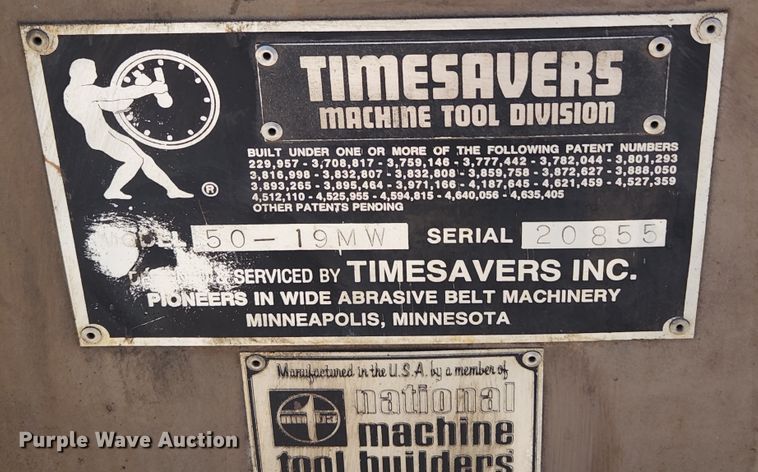 TIMESAVERS
MACHINE TOOL DIVISION
BUILT UNDER ONE OR MORE OF THE FOLLOWING PATENT NUMBERS
229,957 - 3,708,817 - 3,759,146 - 3,777,442 - 3,782,044 - 3,801,293
3,816,998 - 3,832,807 - 3,832,808 - 3,859,758 - 3,872,627 - 3,888,050
3,893,265 - 3,895,464 - 3,971,166 - 4,187,645 - 4,621,459 - 4,527,359
4,512,110 - 4,525,955 - 4,594,815 - 4,640,056 - 4,635,405
OTHER PATENTS PENDING
®
MODEL 50-19MW SERIAL 20855
& SERVICED BY TIMESAVERS INC.
PIONEERS IN WIDE ABRASIVE BELT MACHINERY
MINNEAPOLIS, MINNESOTA
Manufactured in the U.S.A. by a member of
national
machine
tool builders
Purple Wave Auction